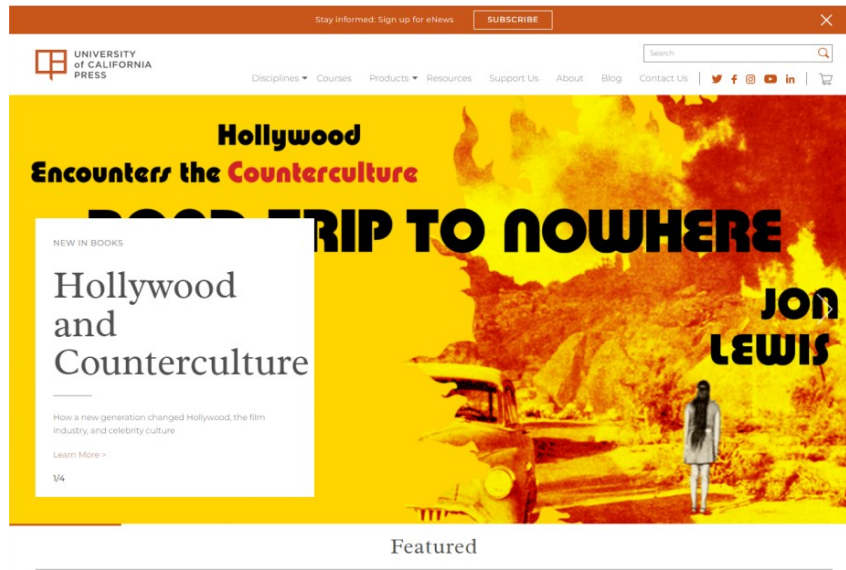 Stay informed: Sign up for eNews SUBSCRIBE
UNIVERSITY
of CALIFORNIA
PRESS
Search
Disciplines Courses Products Resources Support Us About Blog Contact Us
Hollywood
Encounters the Counterculture
ROAD TRIP TO NOWHERE
JON
LEWIS
NEW IN BOOKS
Hollywood
and
Counterculture
How a new generation changed Hollywood, the film
industry, and celebrity culture
Learn More >
1/4
Featured